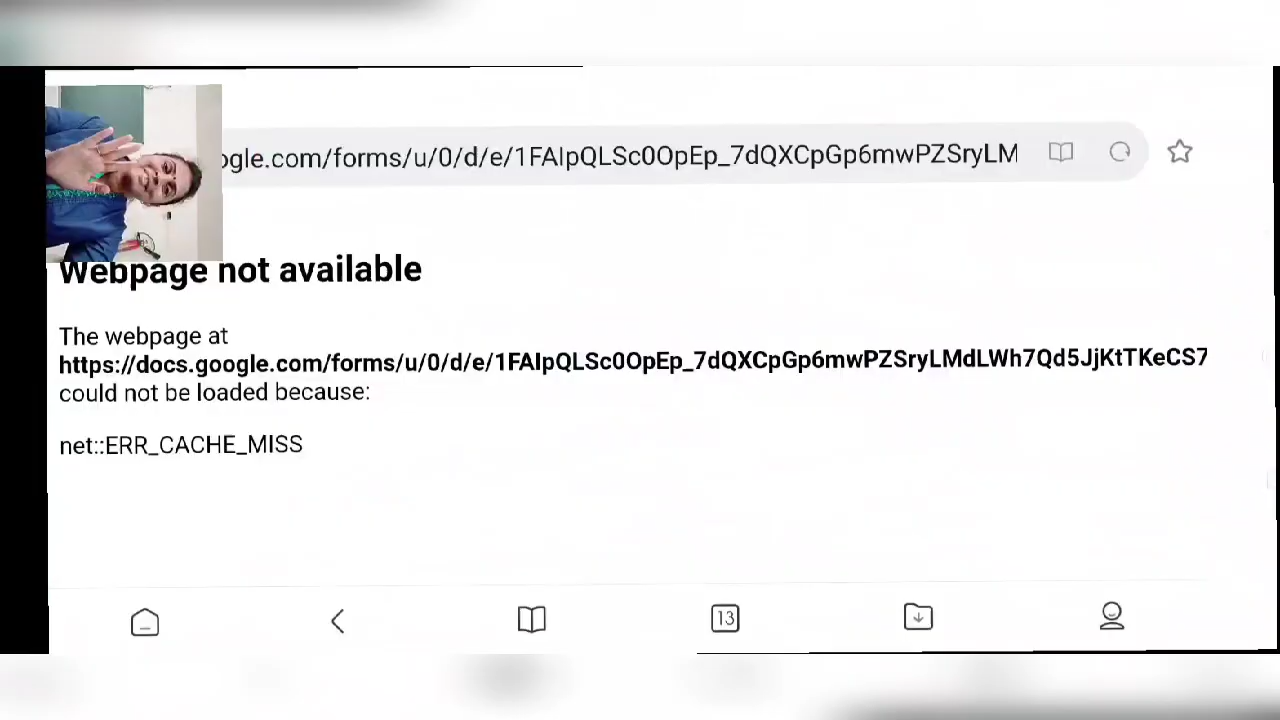 ogle.com/forms/u/0/d/e/1FAIpQLSc0OpEp_7dQXCpGp6mwPZSryLM
Webpage not available
The webpage at
https://docs.google.com/forms/u/0/d/e/1FAIpQLSc0OpEp_7dQXCpGp6mwPZSryLMdLWh7Qd5JjKtTKeCS7
could not be loaded because:
net::ERR_CACHE_MISS
13